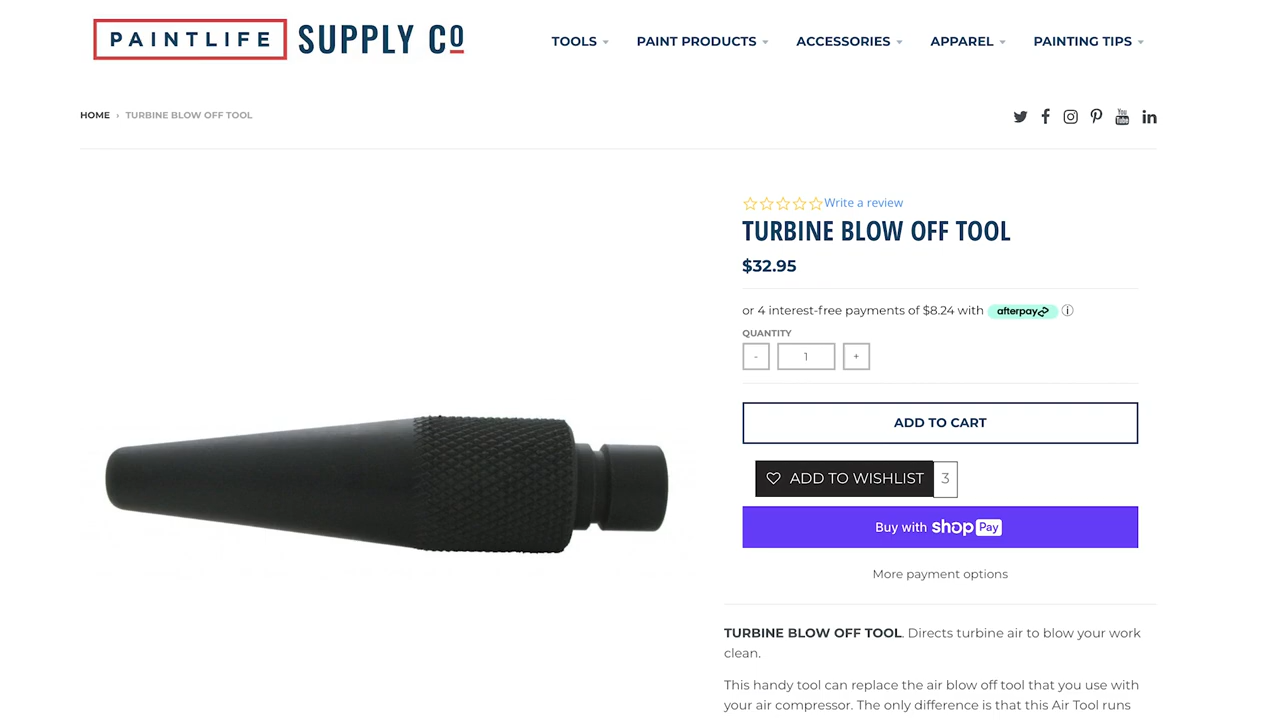 PAINTLIFE SUPPLY CO
TOOLS PAINT PRODUCTS ACCESSORIES APPAREL PAINTING TIPS
HOME › TURBINE BLOW OFF TOOL
You Tube
Write a review
TURBINE BLOW OFF TOOL
$32.95
or 4 interest-free payments of $8.24 with afterpay
QUANTITY
- 1 +
ADD TO CART
ADD TO WISHLIST 3
Buy with shop Pay
More payment options
TURBINE BLOW OFF TOOL. Directs turbine air to blow your work
clean.
This handy tool can replace the air blow off tool that you use with
your air compressor. The only difference is that this Air Tool runs